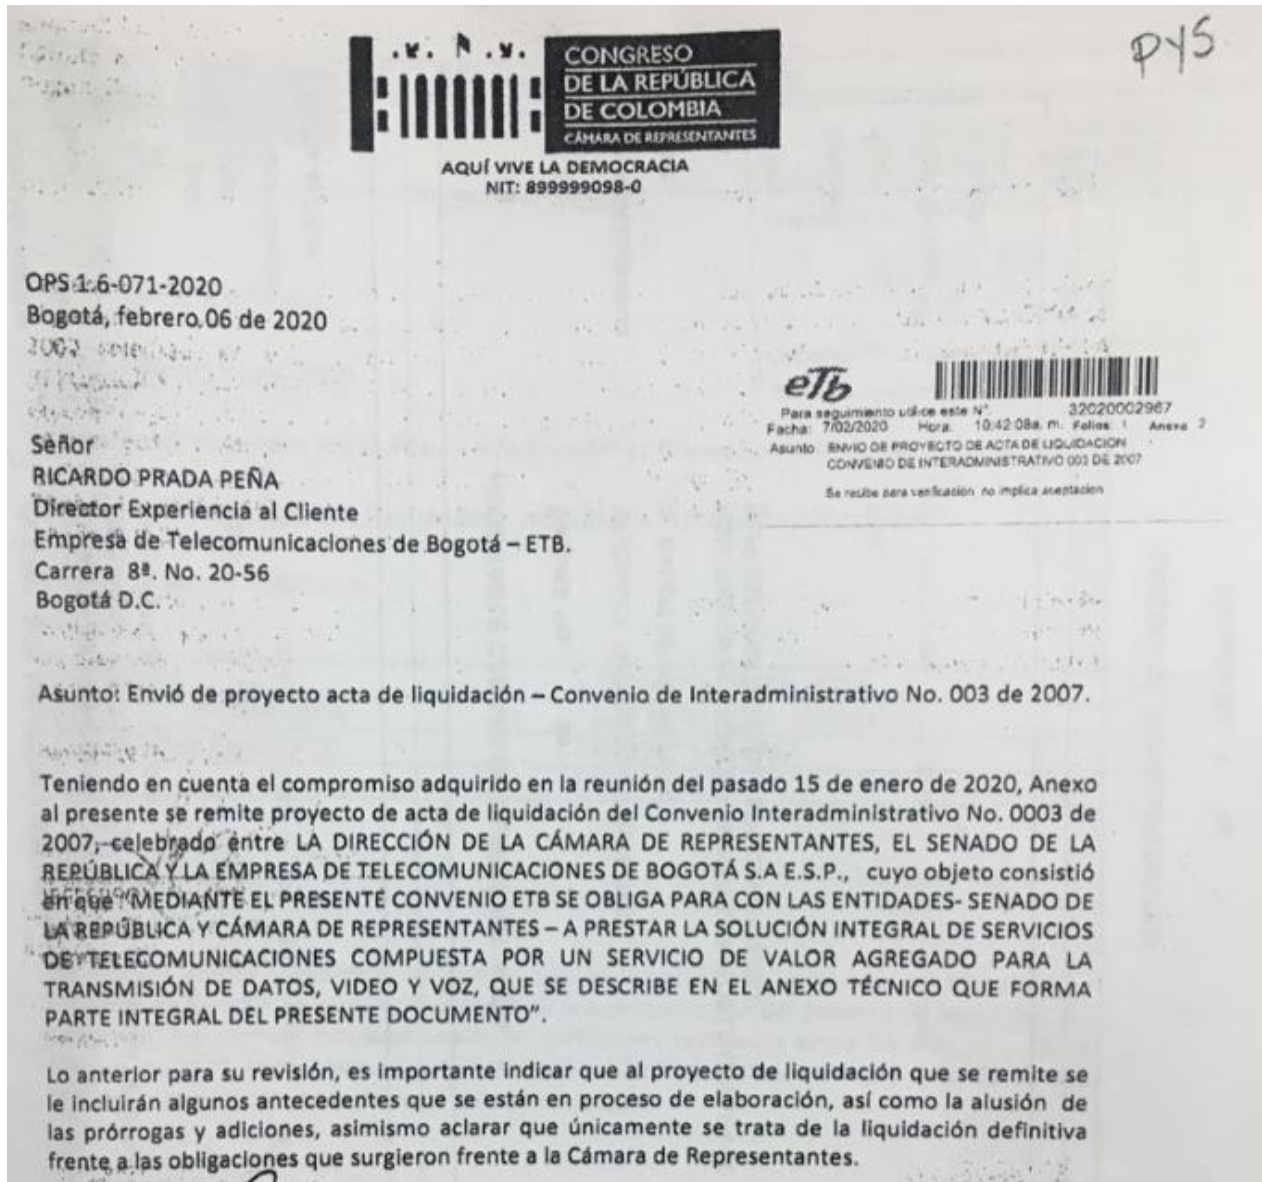 PYS
CONGRESO
DE LA REPÚBLICA
DE COLOMBIA
CÁMARA DE REPRESENTANTES
AQUÍ VIVE LA DEMOCRACIA
NIT: 899999098-0
OPS 1.6-071-2020
Bogotá, febrero 06 de 2020
eTb
Para seguimiento utilice este N° 32020002967
Facha: 7/02/2020 Hora: 10:42:08a. m. Folios: 1 Anexo 2
Asunto: ENVIO DE PROYECTO DE ACTA DE LIQUIDACION
CONVENIO DE INTERADMINISTRATIVO 003 DE 2007
Se recibe para verificación no implica aceptacion
Señor
RICARDO PRADA PEÑA
Director Experiencia al Cliente
Empresa de Telecomunicaciones de Bogotá – ETB.
Carrera 8ª. No. 20-56
Bogotá D.C.
Asunto: Envió de proyecto acta de liquidación – Convenio de Interadministrativo No. 003 de 2007.
Teniendo en cuenta el compromiso adquirido en la reunión del pasado 15 de enero de 2020, Anexo
al presente se remite proyecto de acta de liquidación del Convenio Interadministrativo No. 0003 de
2007, celebrado entre LA DIRECCIÓN DE LA CÁMARA DE REPRESENTANTES, EL SENADO DE LA
REPÚBLICA Y LA EMPRESA DE TELECOMUNICACIONES DE BOGOTÁ S.A E.S.P., cuyo objeto consistió
en que "MEDIANTE EL PRESENTE CONVENIO ETB SE OBLIGA PARA CON LAS ENTIDADES- SENADO DE
LA REPÚBLICA Y CÁMARA DE REPRESENTANTES – A PRESTAR LA SOLUCIÓN INTEGRAL DE SERVICIOS
DE TELECOMUNICACIONES COMPUESTA POR UN SERVICIO DE VALOR AGREGADO PARA LA
TRANSMISIÓN DE DATOS, VIDEO Y VOZ, QUE SE DESCRIBE EN EL ANEXO TÉCNICO QUE FORMA
PARTE INTEGRAL DEL PRESENTE DOCUMENTO".
Lo anterior para su revisión, es importante indicar que al proyecto de liquidación que se remite se
le incluirán algunos antecedentes que se están en proceso de elaboración, así como la alusión de
las prórrogas y adiciones, asimismo aclarar que únicamente se trata de la liquidación definitiva
frente a las obligaciones que surgieron frente a la Cámara de Representantes.